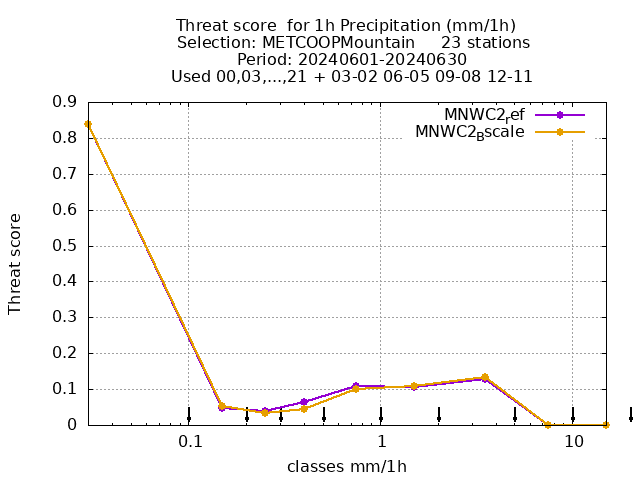 Threat score  for 1h Precipitation (mm/1h)
Selection: METCOOPMountain     23 stations
Period: 20240601-20240630
Used 00,03,...,21 + 03-02 06-05 09-08 12-11
MNWC2ref
MNWC2Bscale
0.9
0.8
0.7
0.6
0.5
0.4
0.3
0.2
0.1
0
Threat score
0.1 1 10
classes mm/1h